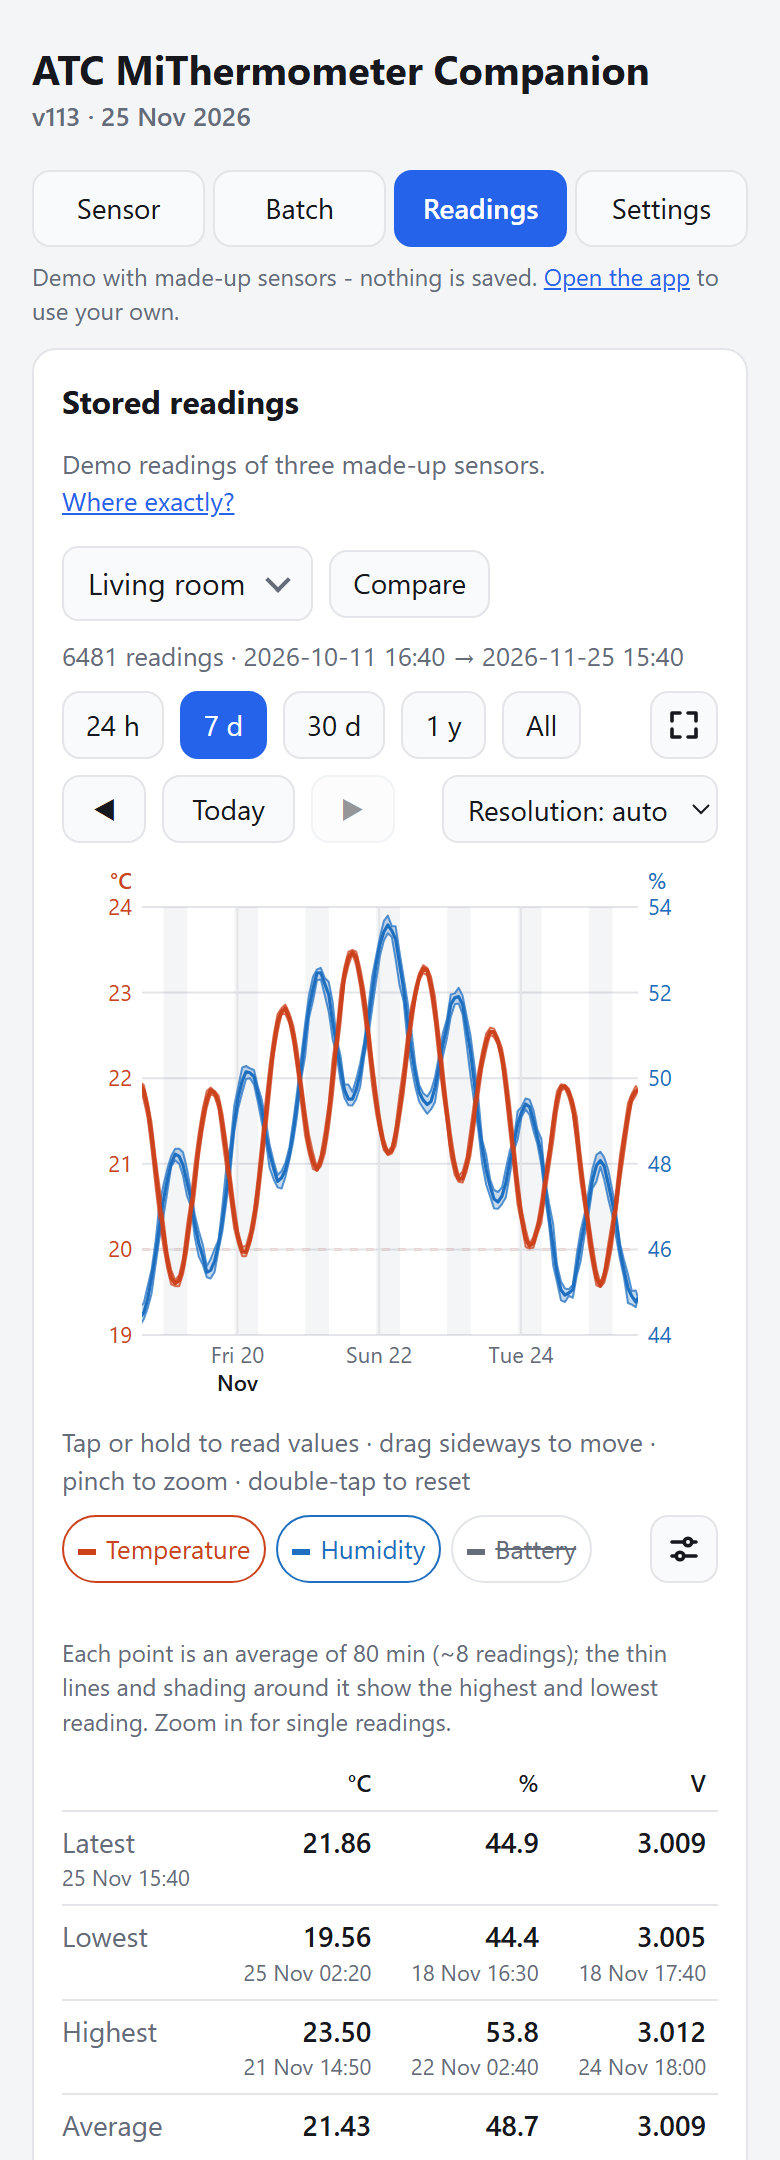 ATC MiThermometer Companion
v113 · 25 Nov 2026
Sensor Batch Readings Settings
Demo with made-up sensors - nothing is saved. Open the app to
use your own.
Stored readings
Demo readings of three made-up sensors.
Where exactly?
Living room Compare
6481 readings · 2026-10-11 16:40 → 2026-11-25 15:40
24 h 7 d 30 d 1 y All
◀ Today ▶ Resolution: auto
°C %
24 54
23 52
22 50
21 48
20 46
19 44
Fri 20 Sun 22 Tue 24
Nov
Tap or hold to read values · drag sideways to move ·
pinch to zoom · double-tap to reset
Temperature Humidity Battery
Each point is an average of 80 min (~8 readings); the thin
lines and shading around it show the highest and lowest
reading. Zoom in for single readings.
°C % V
Latest 21.86 44.9 3.009
25 Nov 15:40
Lowest 19.56 44.4 3.005
25 Nov 02:20 18 Nov 16:30 18 Nov 17:40
Highest 23.50 53.8 3.012
21 Nov 14:50 22 Nov 02:40 24 Nov 18:00
Average 21.43 48.7 3.009